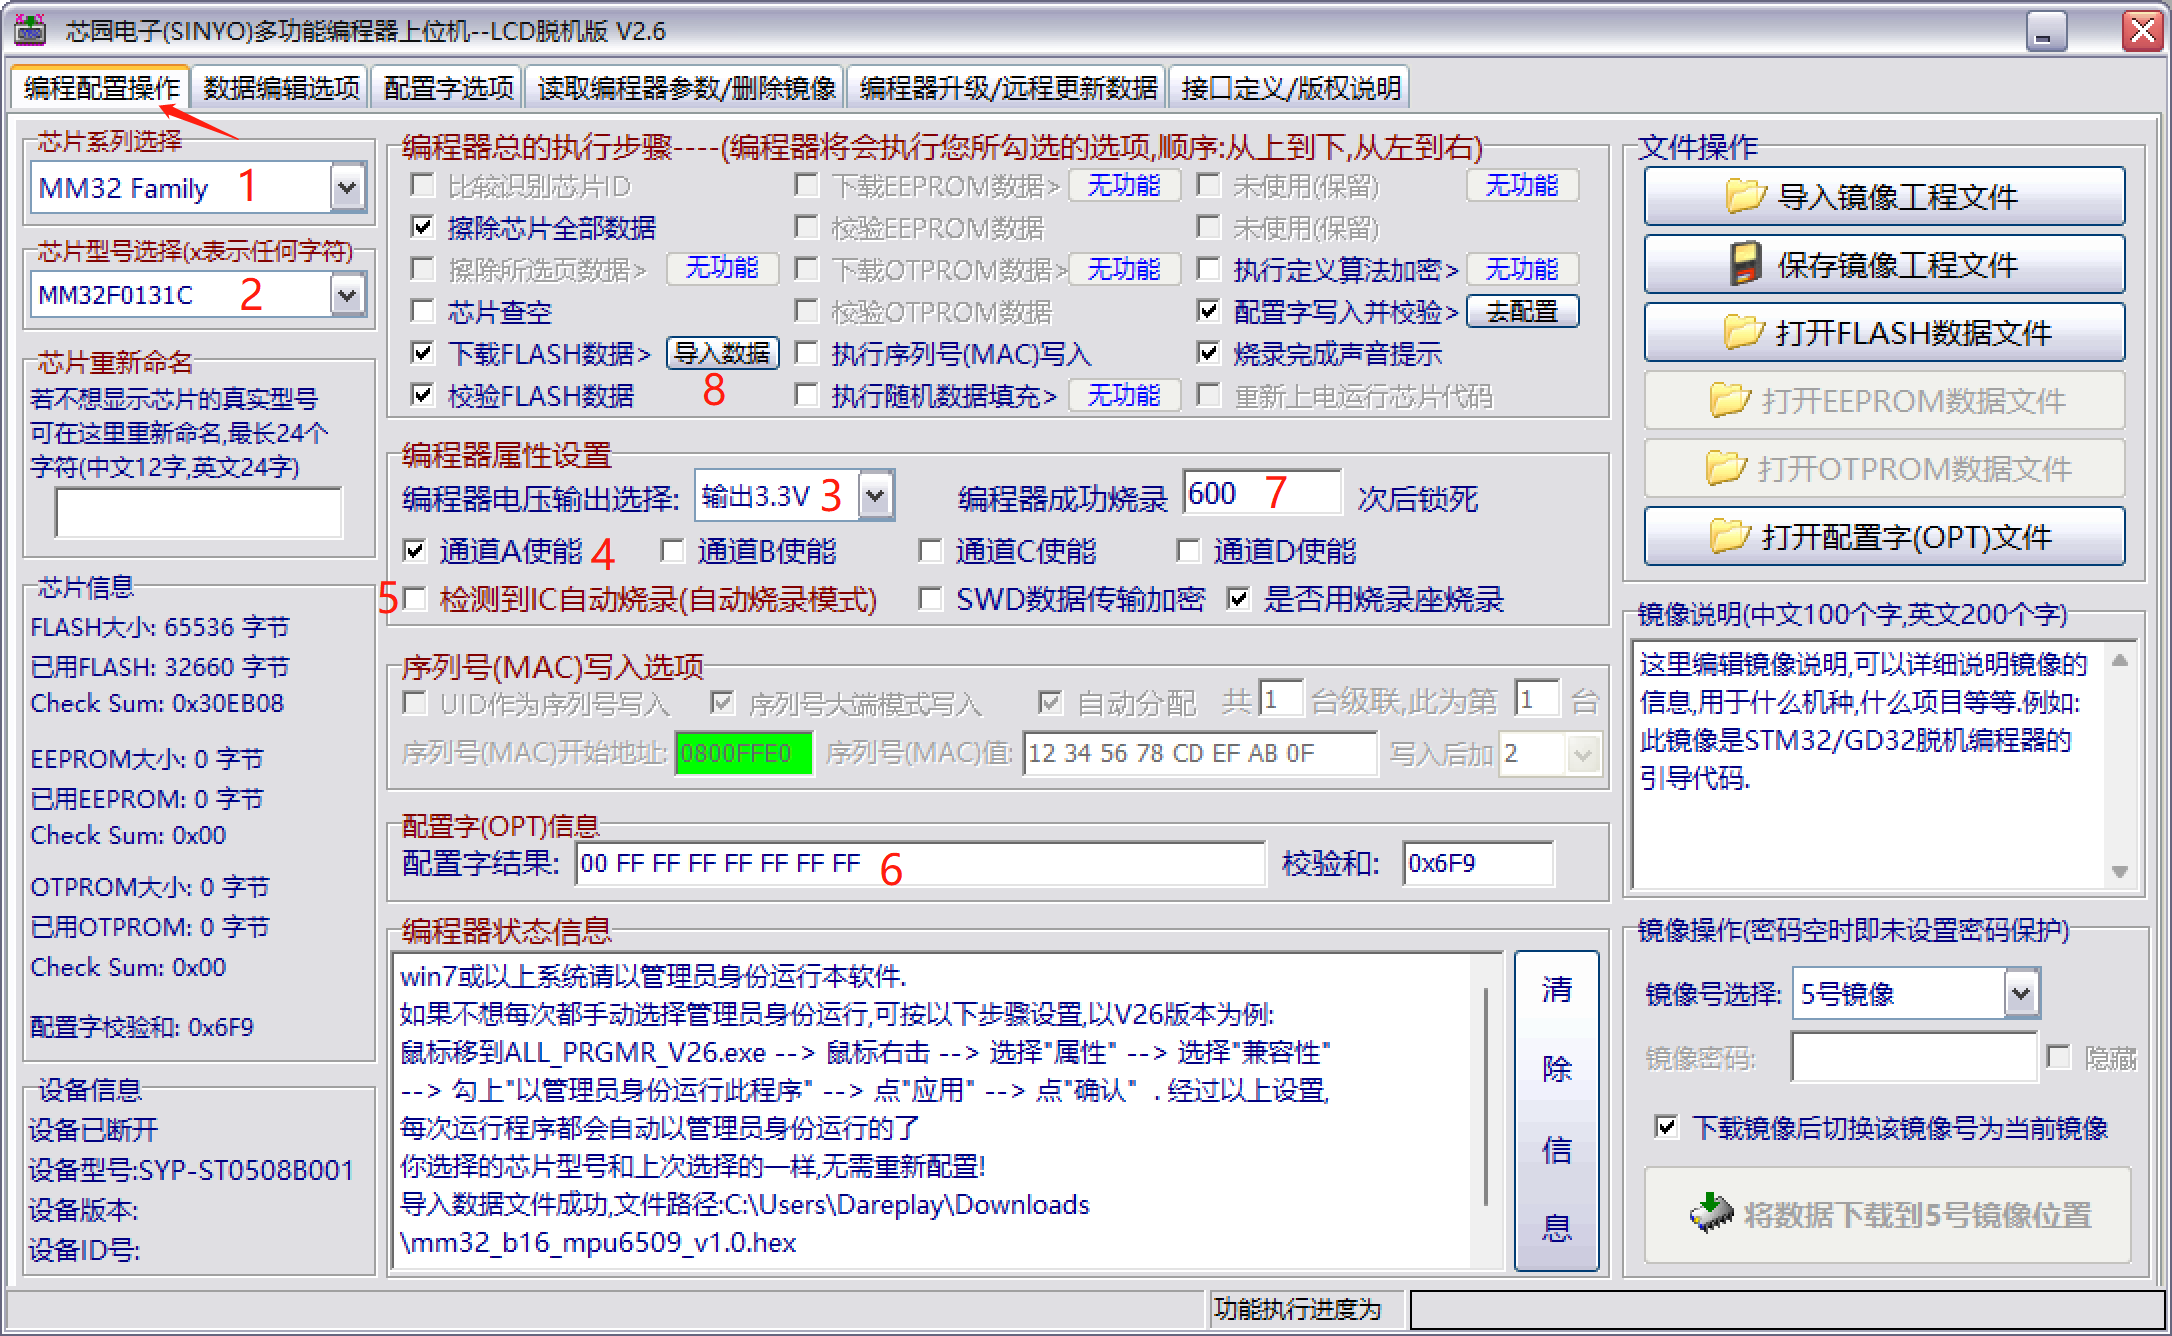 芯园电子(SINYO)多功能编程器上位机--LCD脱机版 V2.6
编程配置操作 数据编辑选项 配置字选项 读取编程器参数/删除镜像 编程器升级/远程更新数据 接口定义/版权说明
芯片系列选择
MM32 Family 1
芯片型号选择(x表示任何字符)
MM32F0131C 2
芯片重新命名
若不想显示芯片的真实型号
可在这里重新命名,最长24个
字符(中文12字,英文24字)
芯片信息
FLASH大小: 65536 字节
已用FLASH: 32660 字节
Check Sum: 0x30EB08
EEPROM大小: 0 字节
已用EEPROM: 0 字节
Check Sum: 0x00
OTPROM大小: 0 字节
已用OTPROM: 0 字节
Check Sum: 0x00
配置字校验和: 0x6F9
设备信息
设备已断开
设备型号:SYP-ST0508B001
设备版本:
设备ID号:
编程器总的执行步骤----(编程器将会执行您所勾选的选项,顺序:从上到下,从左到右)
比较识别芯片ID 下载EEPROM数据> 无功能 未使用(保留) 无功能
擦除芯片全部数据 校验EEPROM数据 未使用(保留)
擦除所选页数据> 无功能 下载OTPROM数据> 无功能 执行定义算法加密> 无功能
芯片查空 校验OTPROM数据 配置字写入并校验> 去配置
下载FLASH数据> 导入数据 执行序列号(MAC)写入 烧录完成声音提示
校验FLASH数据 8 执行随机数据填充> 无功能 重新上电运行芯片代码
编程器属性设置
编程器电压输出选择: 输出3.3V 3 编程器成功烧录 600 7 次后锁死
通道A使能 4 通道B使能 通道C使能 通道D使能
5 检测到IC自动烧录(自动烧录模式) SWD数据传输加密 是否用烧录座烧录
序列号(MAC)写入选项
UID作为序列号写入 序列号大端模式写入 自动分配 共 1 台级联,此为第 1 台
序列号(MAC)开始地址: 0800FFE0 序列号(MAC)值: 12 34 56 78 CD EF AB 0F 写入后加 2
配置字(OPT)信息
配置字结果: 00 FF FF FF FF FF FF FF 6 校验和: 0x6F9
编程器状态信息
win7或以上系统请以管理员身份运行本软件.
如果不想每次都手动选择管理员身份运行,可按以下步骤设置,以V26版本为例:
鼠标移到ALL_PRGMR_V26.exe --> 鼠标右击 --> 选择"属性" --> 选择"兼容性"
--> 勾上"以管理员身份运行此程序" --> 点"应用" --> 点"确认" . 经过以上设置,
每次运行程序都会自动以管理员身份运行的了
你选择的芯片型号和上次选择的一样,无需重新配置!
导入数据文件成功,文件路径:C:\Users\Dareplay\Downloads
\mm32_b16_mpu6509_v1.0.hex
清
除
信
息
文件操作
导入镜像工程文件
保存镜像工程文件
打开FLASH数据文件
打开EEPROM数据文件
打开OTPROM数据文件
打开配置字(OPT)文件
镜像说明(中文100个字,英文200个字)
这里编辑镜像说明,可以详细说明镜像的
信息,用于什么机种,什么项目等等.例如:
此镜像是STM32/GD32脱机编程器的
引导代码.
镜像操作(密码空时即未设置密码保护)
镜像号选择: 5号镜像
镜像密码: 隐藏
下载镜像后切换该镜像号为当前镜像
将数据下载到5号镜像位置
功能执行进度为